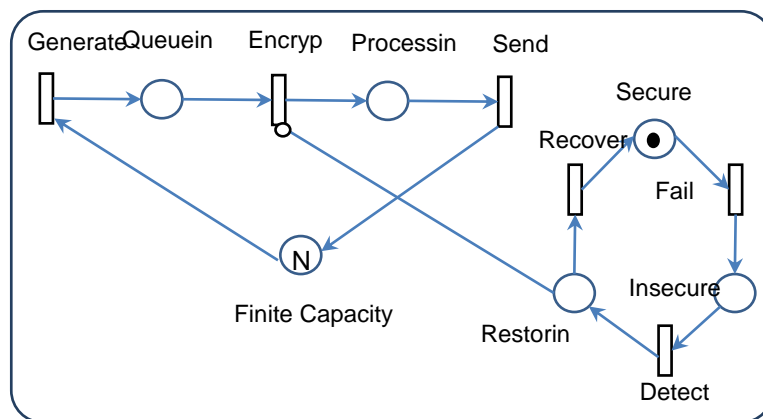 Generate
Queuein
Encryp
Processin
Send
Secure
Recover
Fail
N
Insecure
Finite Capacity
Restorin
Detect